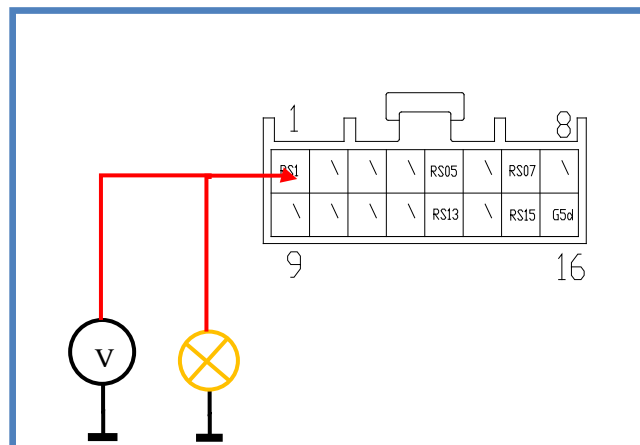 1 8
RS1 \ \ \ RS05 \ RS07 \
\ \ \ \ RS13 \ RS15 G5d
9 16
V